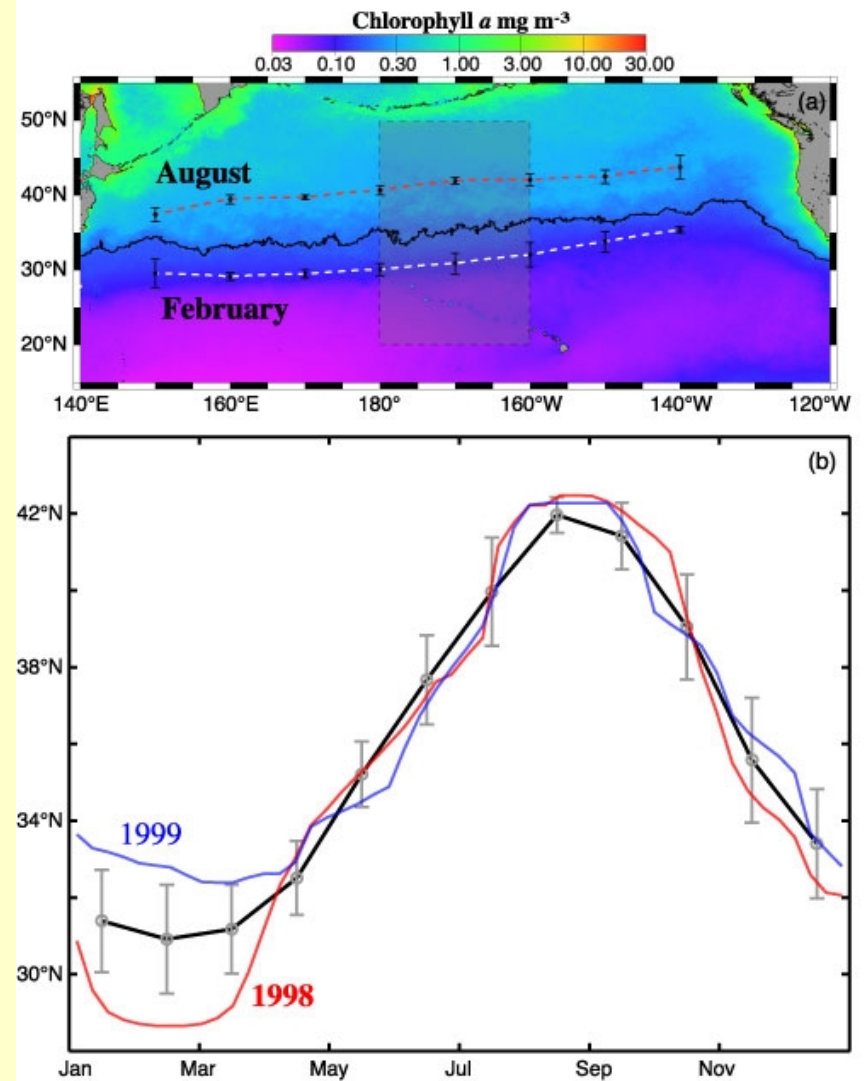 Chlorophyll a mg m-3
0.03 0.10 0.30 1.00 3.00 10.00 30.00
(a)
50°N
August
40°N
30°N
February
20°N
140°E 160°E 180° 160°W 140°W 120°W
(b)
42°N
38°N
34°N
1999
30°N
1998
Jan Mar May Jul Sep Nov